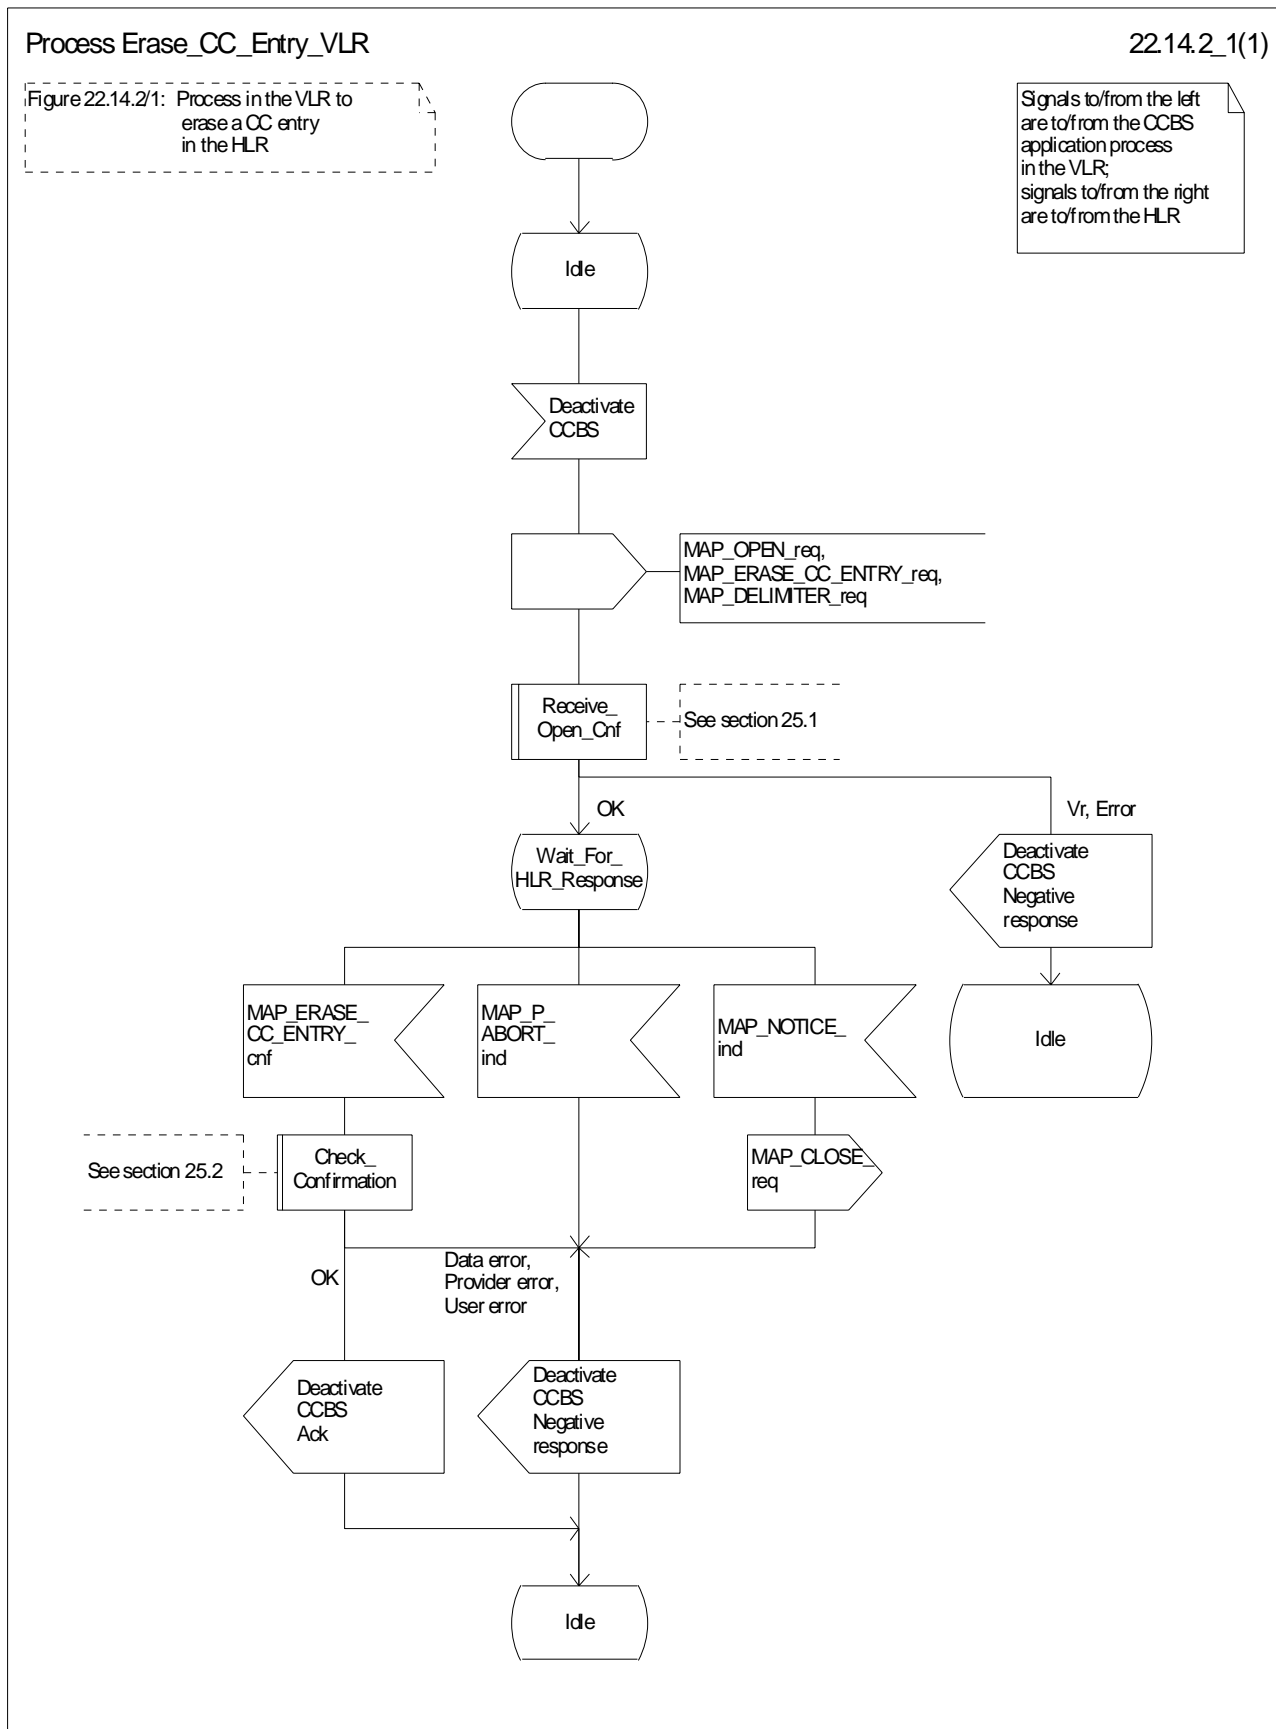 Process Erase_CC_Entry_VLR
22.14.2_1(1)
Figure 22.14.2/1: Process in the VLR to
erase a CC entry
in the HLR
Signals to/from the left
are to/from the CCBS
application process
in the VLR;
signals to/from the right
are to/from the HLR
Idle
Deactivate
CCBS
MAP_OPEN_req,
MAP_ERASE_CC_ENTRY_req,
MAP_DELIMITER_req
Receive_
Open_Cnf
See section 25.1
OK
Vr, Error
Wait_For_
HLR_Response
Deactivate
CCBS
Negative
response
MAP_ERASE_
CC_ENTRY_
cnf
MAP_P_
ABORT_
ind
MAP_NOTICE_
ind
Idle
See section 25.2
Check_
Confirmation
MAP_CLOSE_
req
OK
Data error,
Provider error,
User error
Deactivate
CCBS
Ack
Deactivate
CCBS
Negative
response
Idle